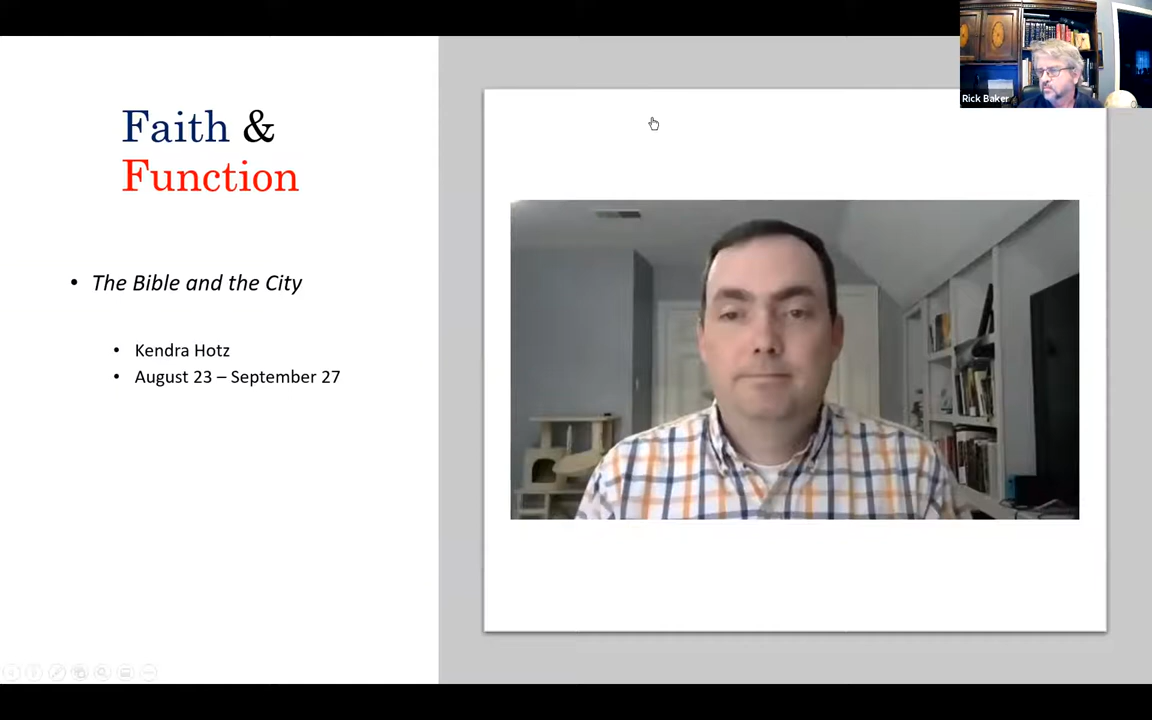 Faith &
Function
• The Bible and the City
• Kendra Hotz
• August 23 – September 27
Rick Baker